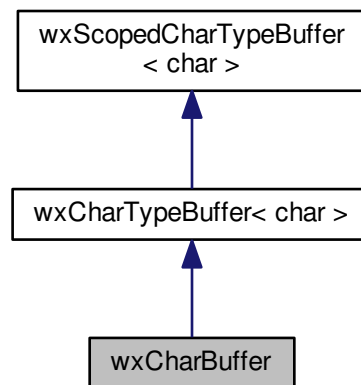 wxScopedCharTypeBuffer
< char >
wxCharTypeBuffer< char >
wxCharBuffer